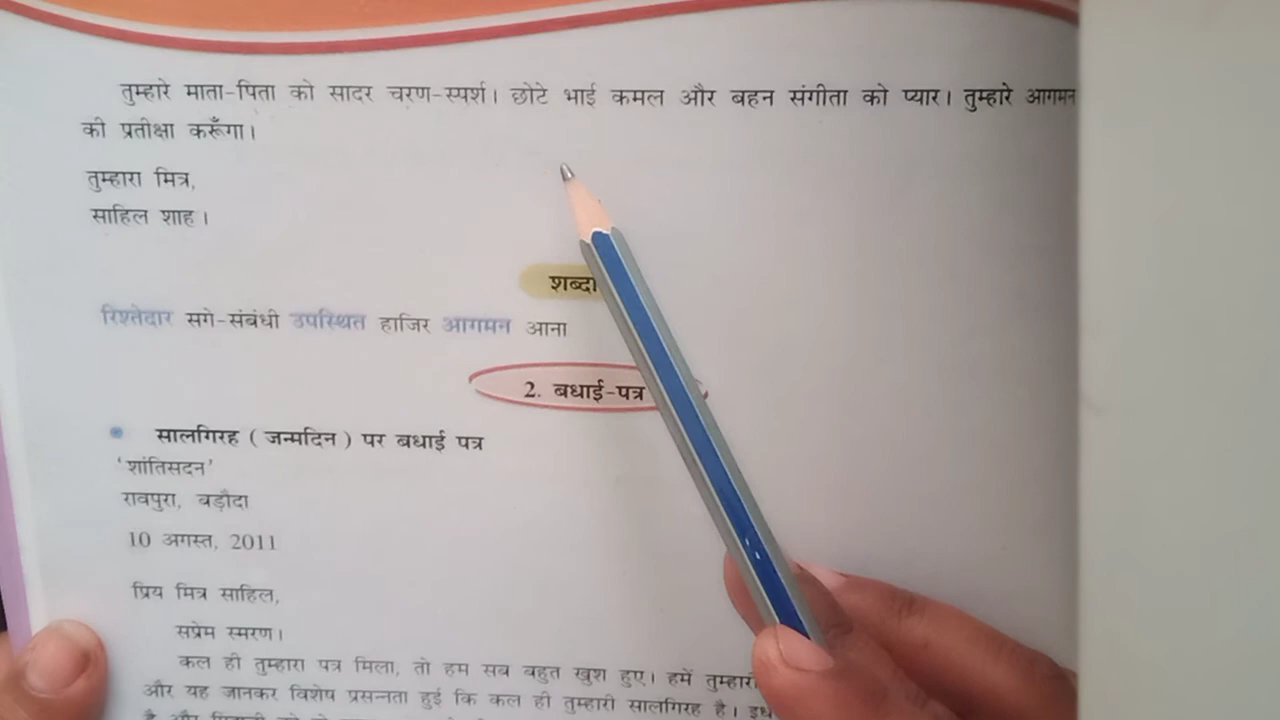 तुम्हारे माता-पिता को सादर चरण-स्पर्श। छोटे भाई कमल और बहन संगीता को प्यार। तुम्हारे आगमन
की प्रतीक्षा करूँगा।
तुम्हारा मित्र,
साहिल शाह।
रिश्तेदार सगे-संबंधी उपस्थित हाजिर आगमन आना
2. बधाई-पत्र
सालगिरह ( जन्मदिन ) पर बधाई पत्र
'शांतिसदन'
रावपुरा, बड़ौदा
10 अगस्त, 2011
प्रिय मित्र साहिल,
सप्रेम स्मरण।
कल ही तुम्हारा पत्र मिला, तो हम सब बहुत खुश हुए। हमें
और यह जानकर विशेष प्रसन्नता हुई कि कल ही तुम्हारी सालगिरह है।